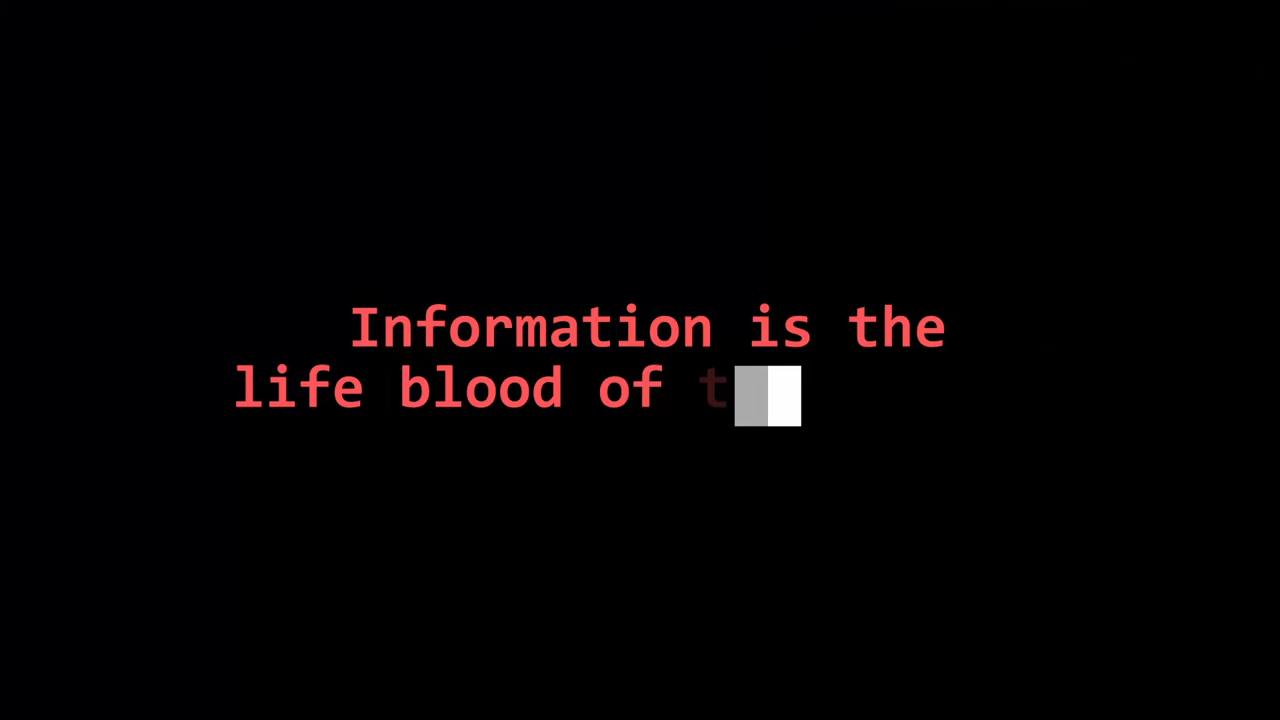 Information is the
life blood of t